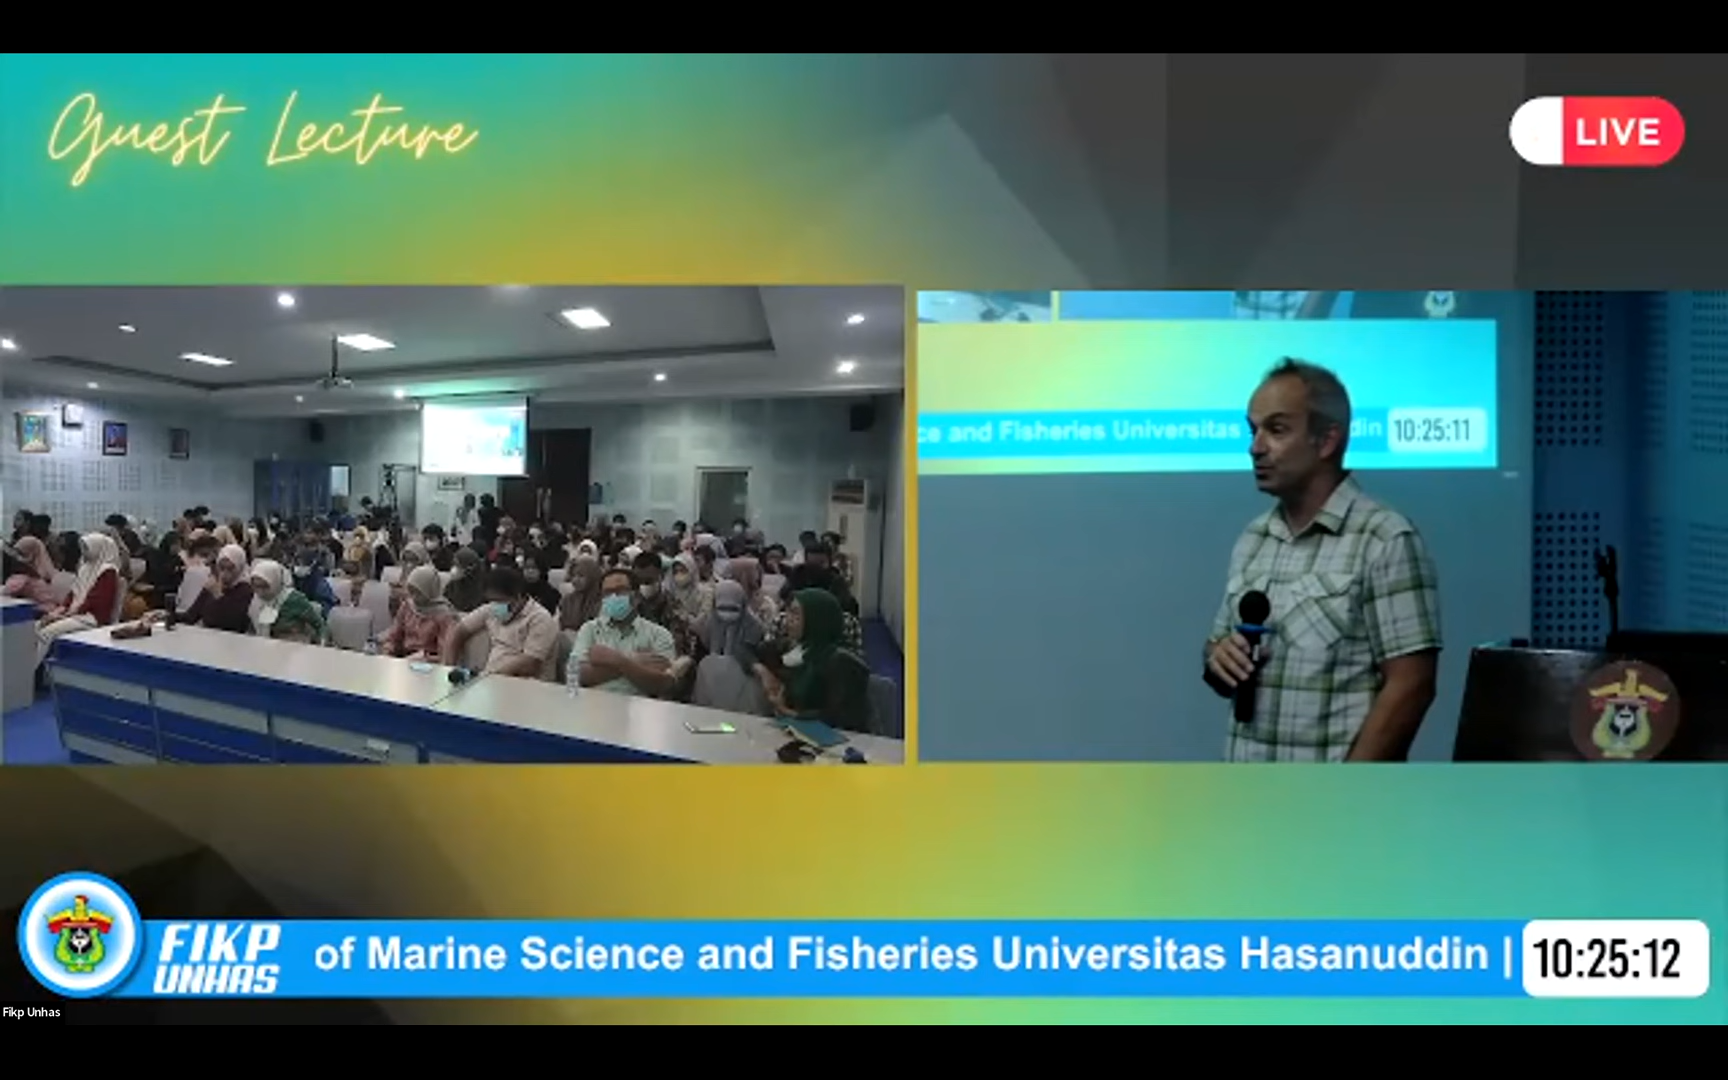 Guest Lecture
LIVE
ce and Fisheries Universitas din 10:25:11
FIKP
UNHAS
of Marine Science and Fisheries Universitas Hasanuddin | 10:25:12
Fikp Unhas